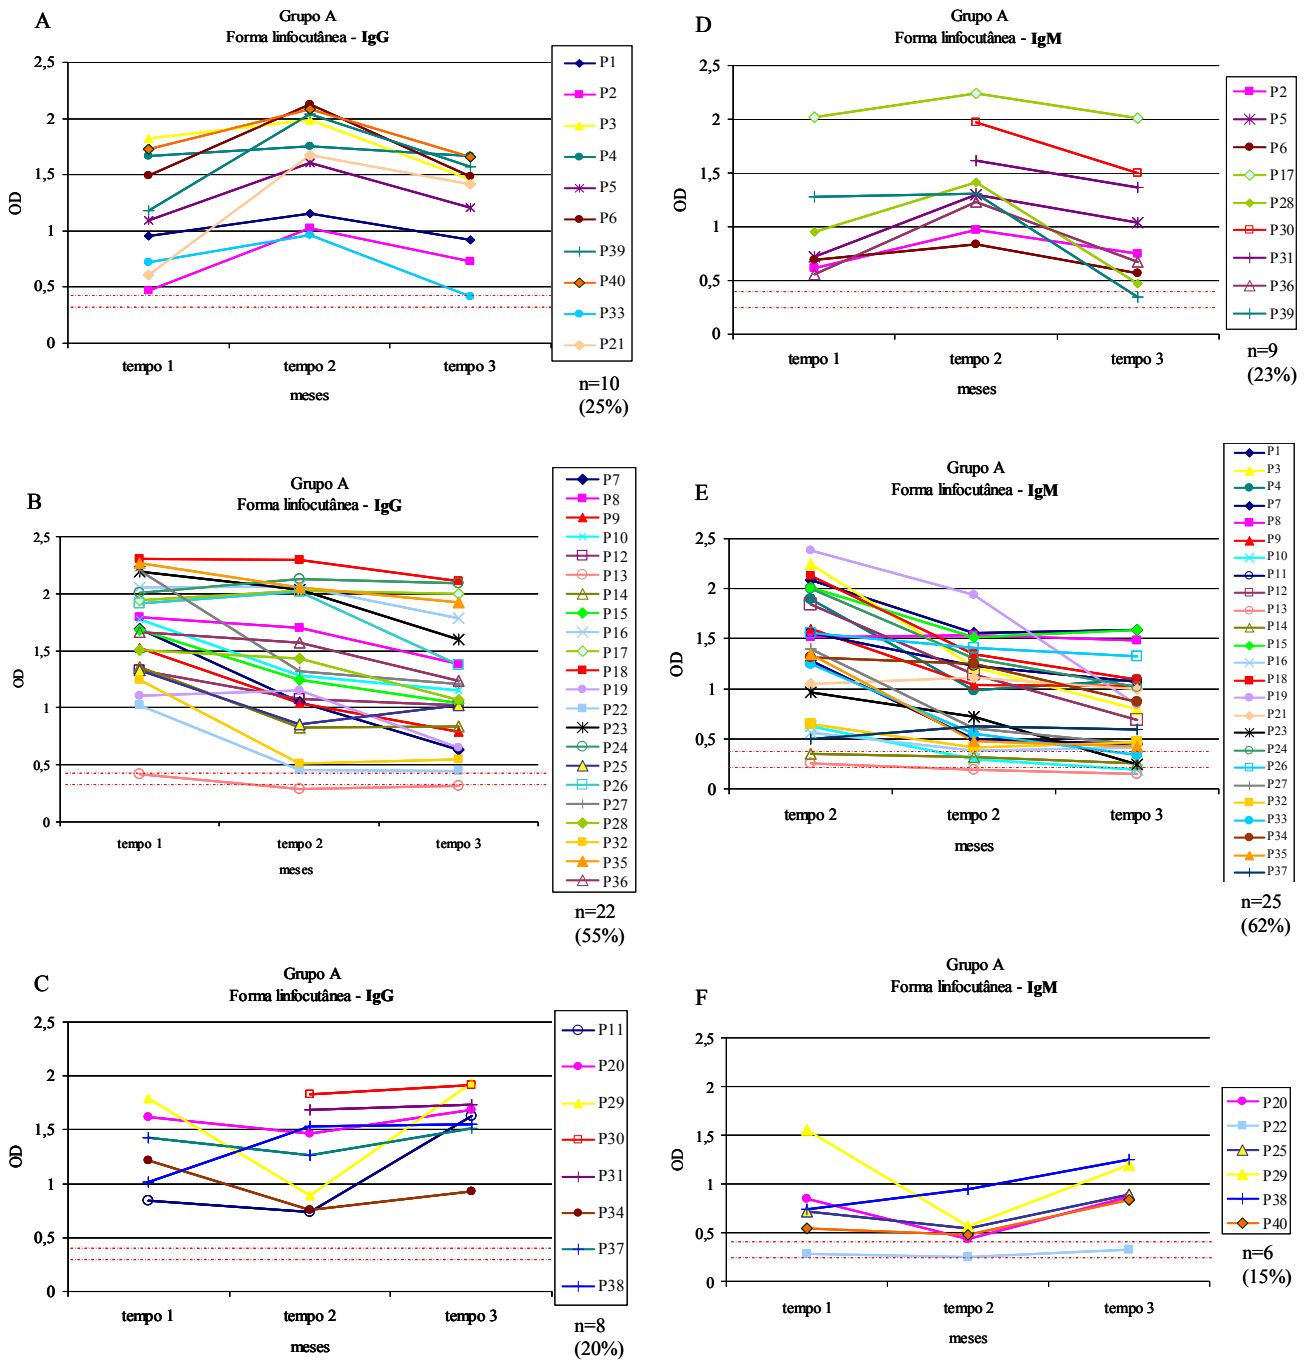 A
Grupo A
Forma linfocutânea - IgG
OD
2,5
2
1,5
1
0,5
0
tempo 1
tempo 2
tempo 3
meses
P1
P2
P3
P4
P5
P6
P39
P40
P33
P21
n=10
(25%)
D
Grupo A
Forma linfocutânea - IgM
OD
2,5
2
1,5
1
0,5
0
tempo 1
tempo 2
tempo 3
meses
P2
P5
P6
P17
P28
P30
P31
P36
P39
n=9
(23%)
B
Grupo A
Forma linfocutânea - IgG
OD
2,5
2
1,5
1
0,5
0
tempo 1
tempo 2
tempo 3
meses
P7
P8
P9
P10
P12
P13
P14
P15
P16
P17
P18
P19
P22
P23
P24
P25
P26
P27
P28
P32
P35
P36
n=22
(55%)
E
Grupo A
Forma linfocutânea - IgM
OD
2,5
2
1,5
1
0,5
0
tempo 2
tempo 2
tempo 3
meses
P1
P3
P4
P7
P8
P9
P10
P11
P12
P13
P14
P15
P16
P18
P19
P21
P23
P24
P26
P27
P32
P33
P34
P35
P37
n=25
(62%)
C
Grupo A
Forma linfocutânea - IgG
OD
2,5
2
1,5
1
0,5
0
tempo 1
tempo 2
tempo 3
meses
P11
P20
P29
P30
P31
P34
P37
P38
n=8
(20%)
F
Grupo A
Forma linfocutânea - IgM
OD
2,5
2
1,5
1
0,5
0
tempo 1
tempo 2
tempo 3
meses
P20
P22
P25
P29
P38
P40
n=6
(15%)